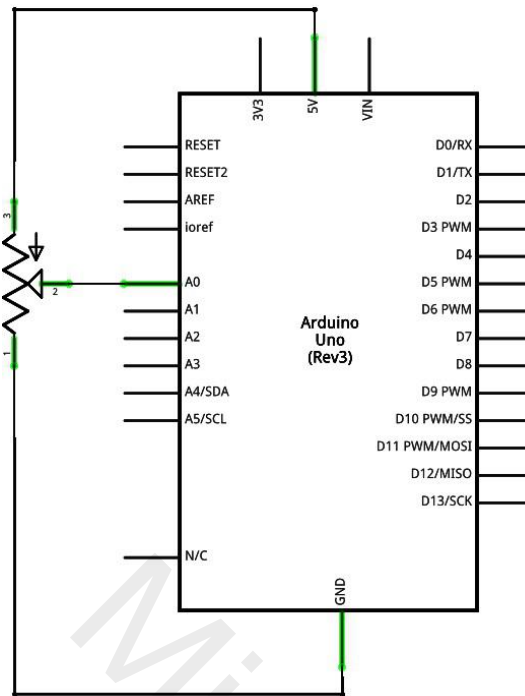 3V3
5V
VIN
RESET
RESET2
AREF
ioref
A0
A1
A2
A3
A4/SDA
A5/SCL
N/C
3
2
1
Arduino
Uno
(Rev3)
D0/RX
D1/TX
D2
D3 PWM
D4
D5 PWM
D6 PWM
D7
D8
D9 PWM
D10 PWM/SS
D11 PWM/MOSI
D12/MISO
D13/SCK
GND